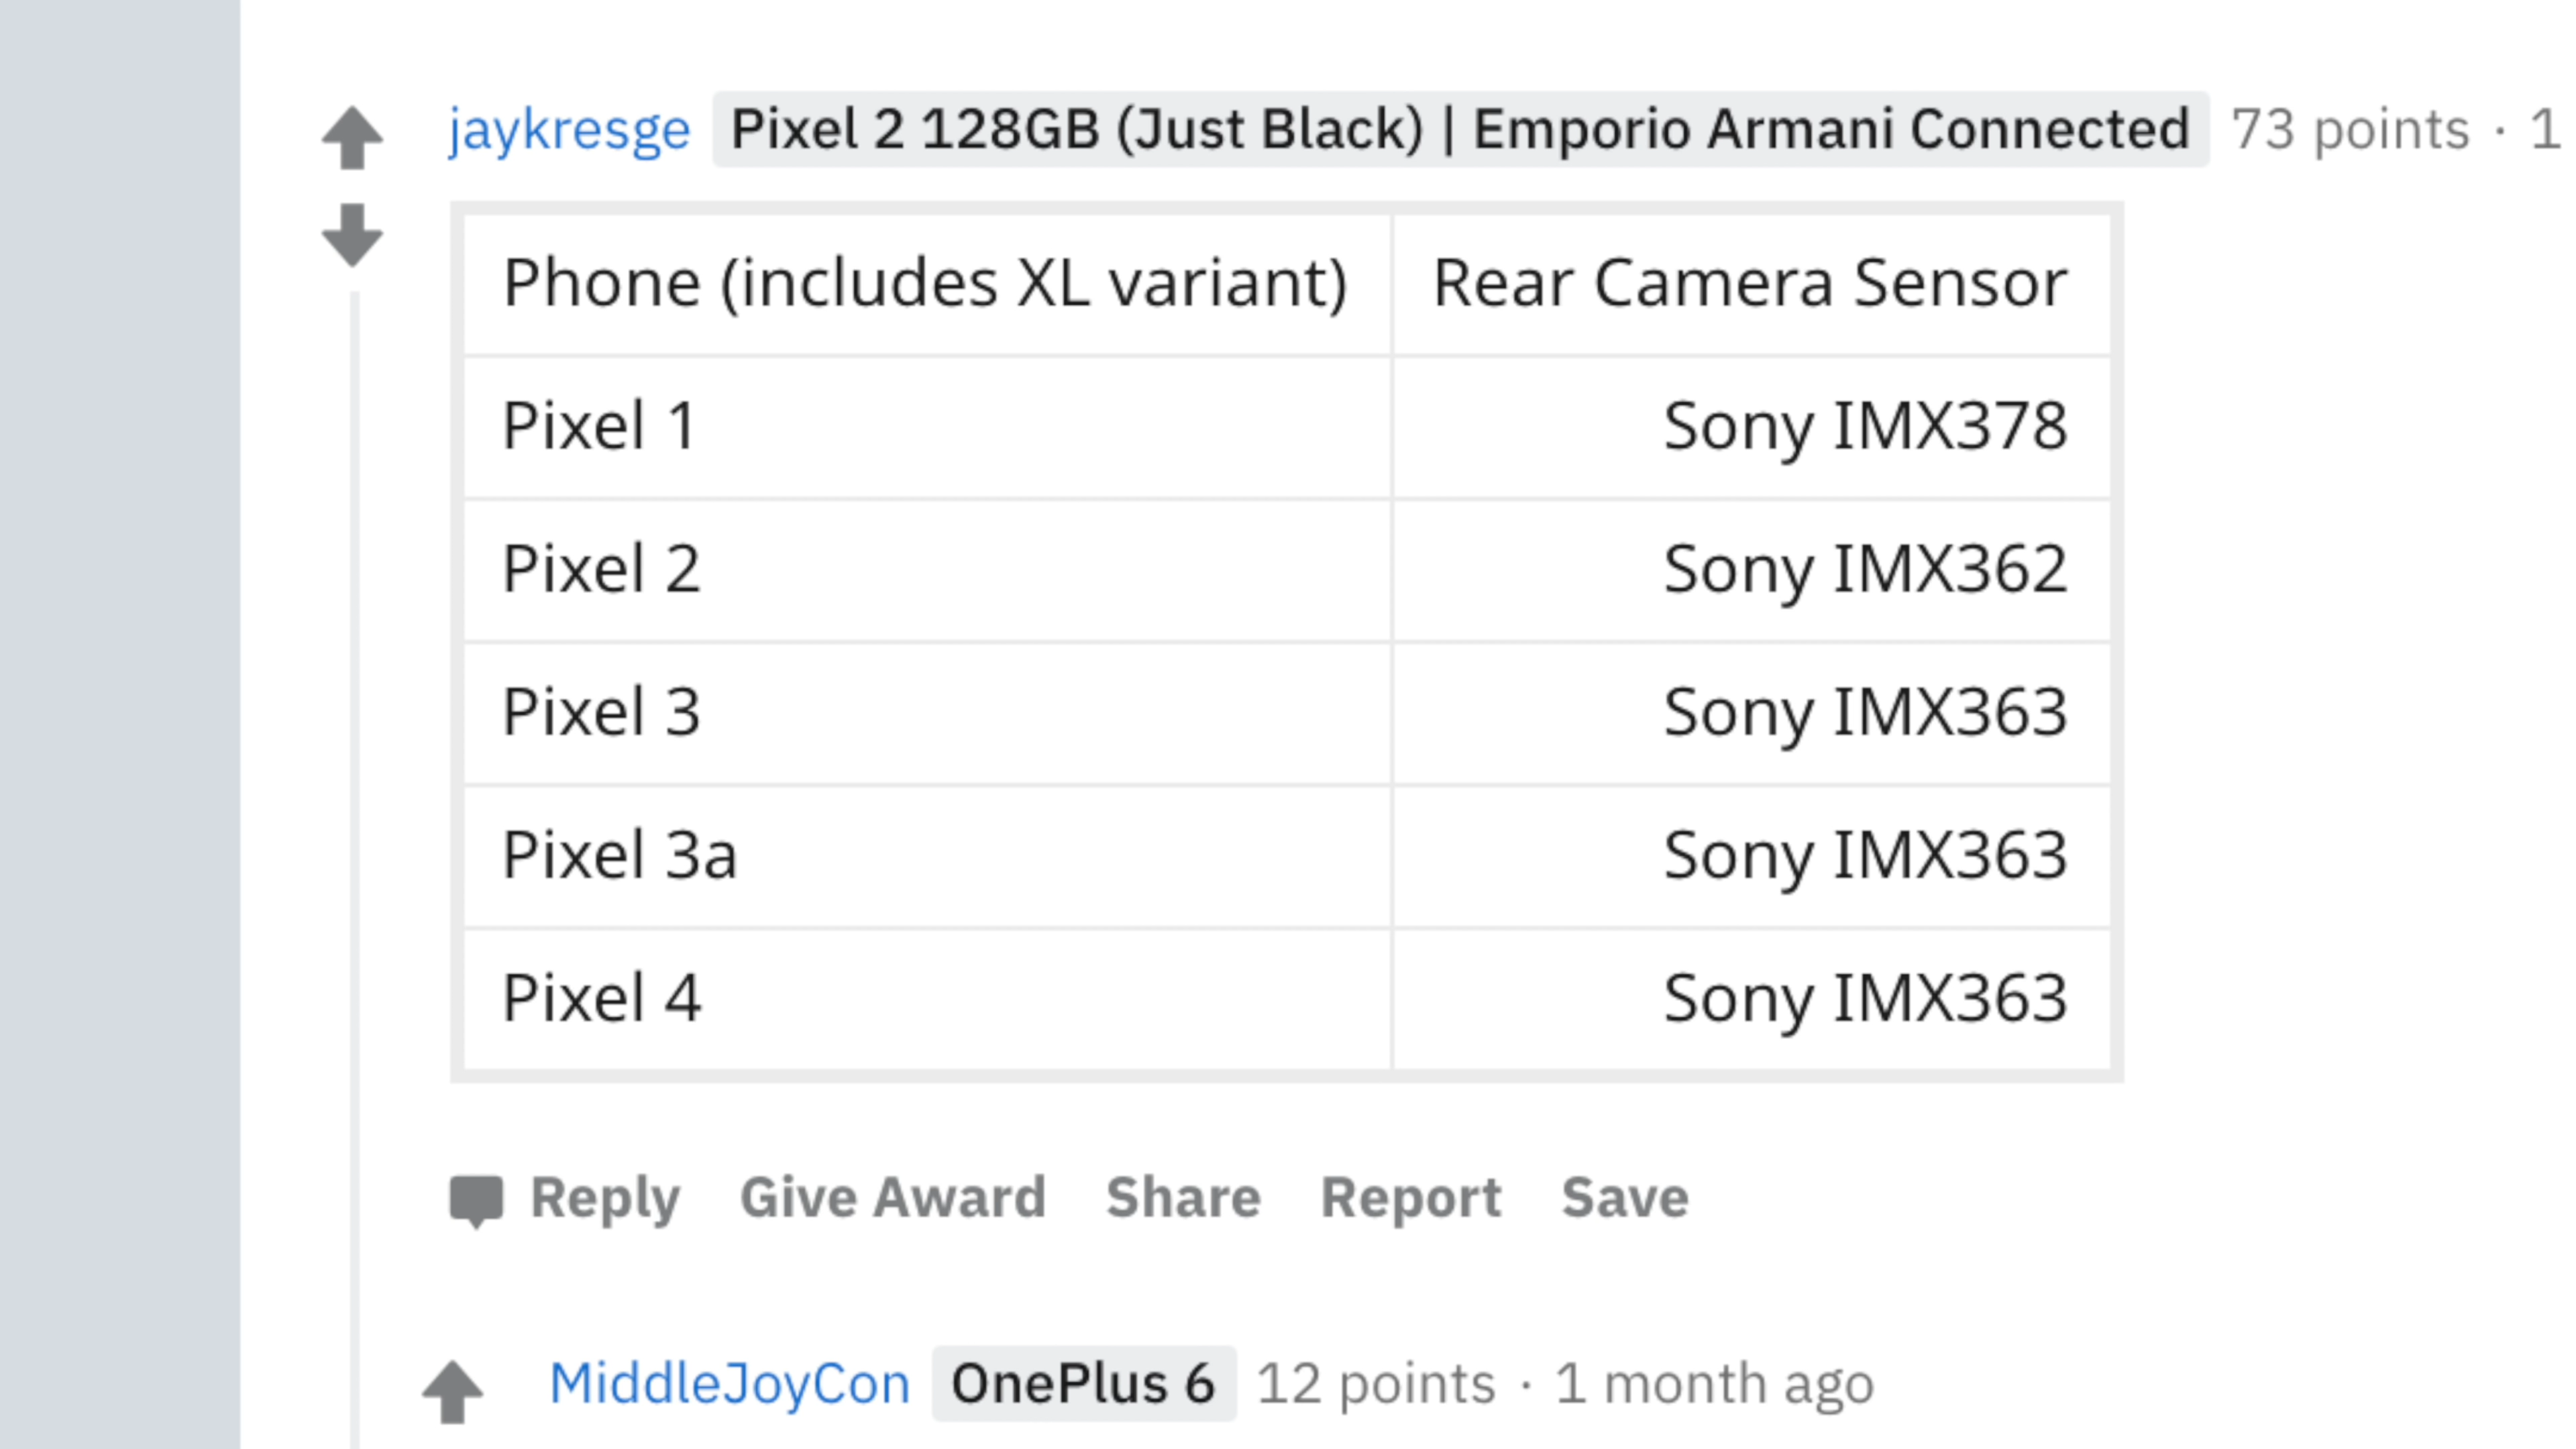 jaykresge Pixel 2 128GB (Just Black) | Emporio Armani Connected 73 points · 1
Phone (includes XL variant) Rear Camera Sensor
Pixel 1 Sony IMX378
Pixel 2 Sony IMX362
Pixel 3 Sony IMX363
Pixel 3a Sony IMX363
Pixel 4 Sony IMX363
Reply Give Award Share Report Save
MiddleJoyCon OnePlus 6 12 points · 1 month ago